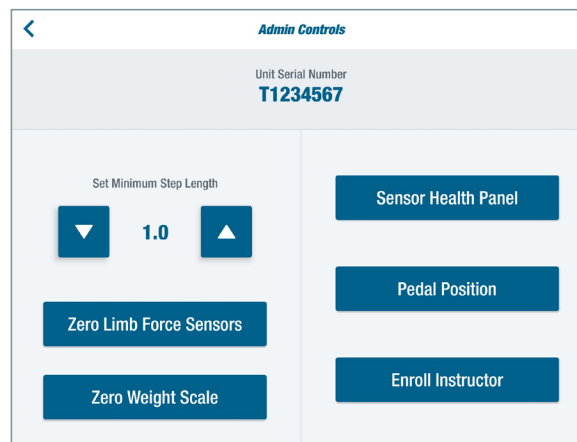 Admin Controls
Unit Serial Number
T1234567
Set Minimum Step Length
1.0
Zero Limb Force Sensors
Zero Weight Scale
Sensor Health Panel
Pedal Position
Enroll Instructor